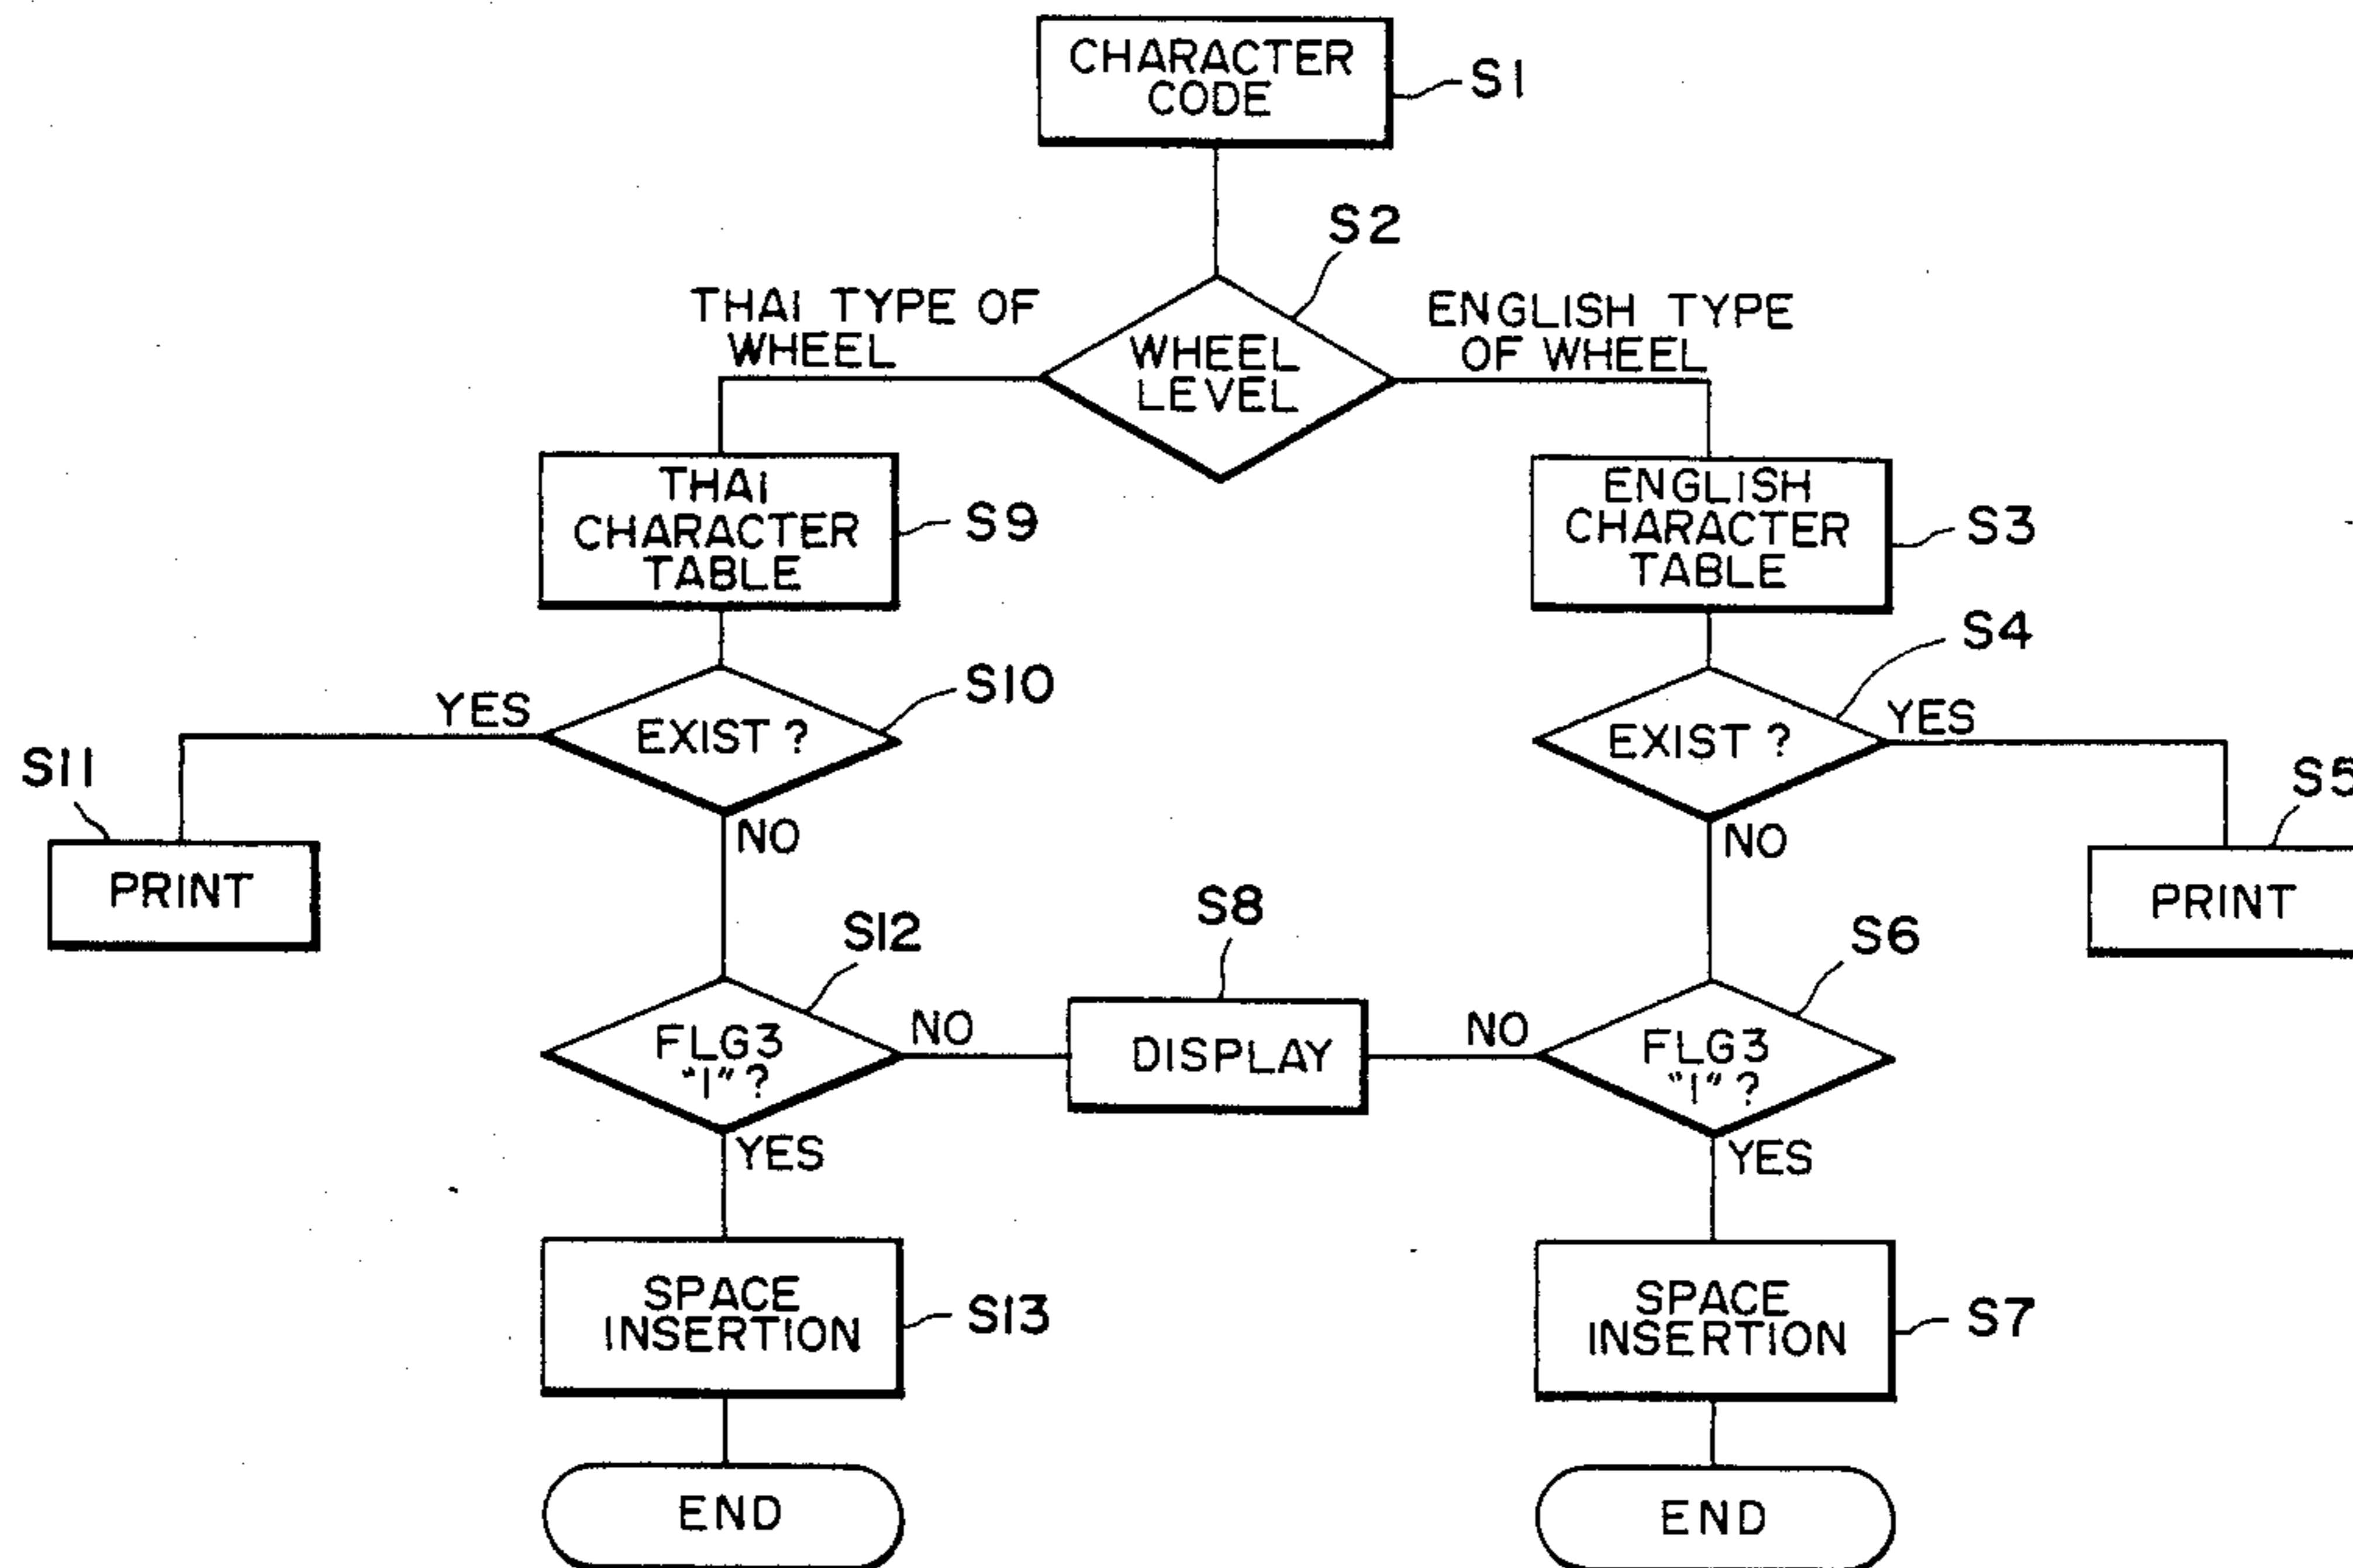 CHARACTER
CODE
S1
S2
THAI TYPE OF
WHEEL
WHEEL
LEVEL
ENGLISH TYPE
OF WHEEL
THAI
CHARACTER
TABLE
S9
ENGLISH
CHARACTER
TABLE
S3
S4
S10
YES
EXIST ?
NO
EXIST ?
YES
NO
S11
PRINT
S5
PRINT
S12
S8
S6
FLG3
"1" ?
NO
DISPLAY
NO
FLG3
"1" ?
YES
YES
SPACE
INSERTION
S13
SPACE
INSERTION
S7
END
END